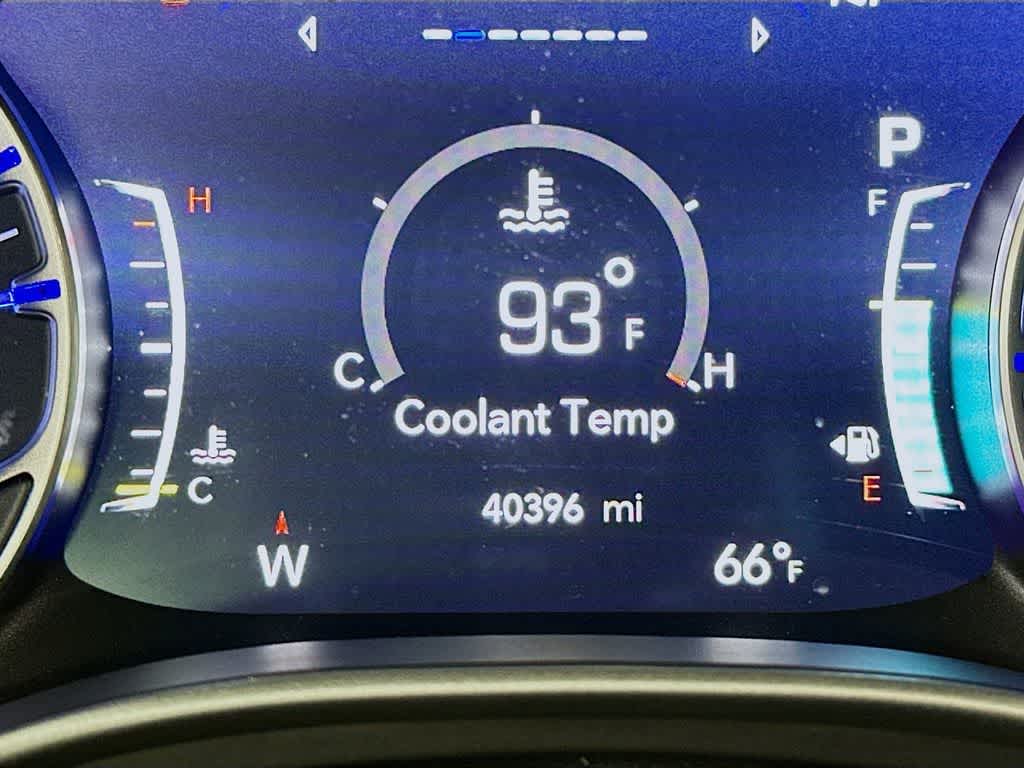 P
H
F
93° F
C
H
Coolant Temp
C
E
40396 mi
W
66°F